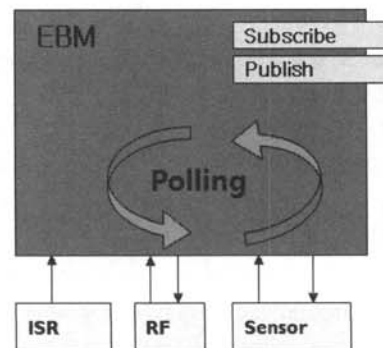 EBM
Subscribe
Publish
Polling
ISR
RF
Sensor